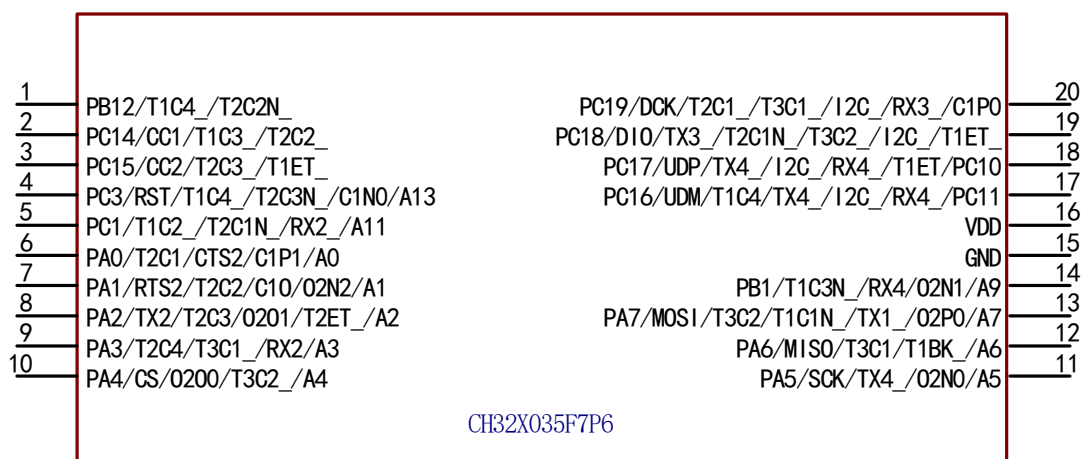 1 PB12/T1C4_/T2C2N_
2 PC14/CC1/T1C3_/T2C2_
3 PC15/CC2/T2C3_/T1ET_
4 PC3/RST/T1C4_/T2C3N_/C1N0/A13
5 PC1/T1C2_/T2C1N_/RX2_/A11
6 PA0/T2C1/CTS2/C1P1/A0
7 PA1/RTS2/T2C2/C1O/O2N2/A1
8 PA2/TX2/T2C3/O2O1/T2ET_/A2
9 PA3/T2C4/T3C1_/RX2/A3
10 PA4/CS/O2O0/T3C2_/A4
PC19/DCK/T2C1_/T3C1_/I2C_/RX3_/C1P0 20
PC18/DIO/TX3_/T2C1N_/T3C2_/I2C_/T1ET_ 19
PC17/UDP/TX4_/I2C_/RX4_/T1ET/PC10 18
PC16/UDM/T1C4/TX4_/I2C_/RX4_/PC11 17
VDD 16
GND 15
PB1/T1C3N_/RX4/O2N1/A9 14
PA7/MOSI/T3C2/T1C1N_/TX1_/O2P0/A7 13
PA6/MISO/T3C1/T1BK_/A6 12
PA5/SCK/TX4_/O2N0/A5 11
CH32X035F7P6